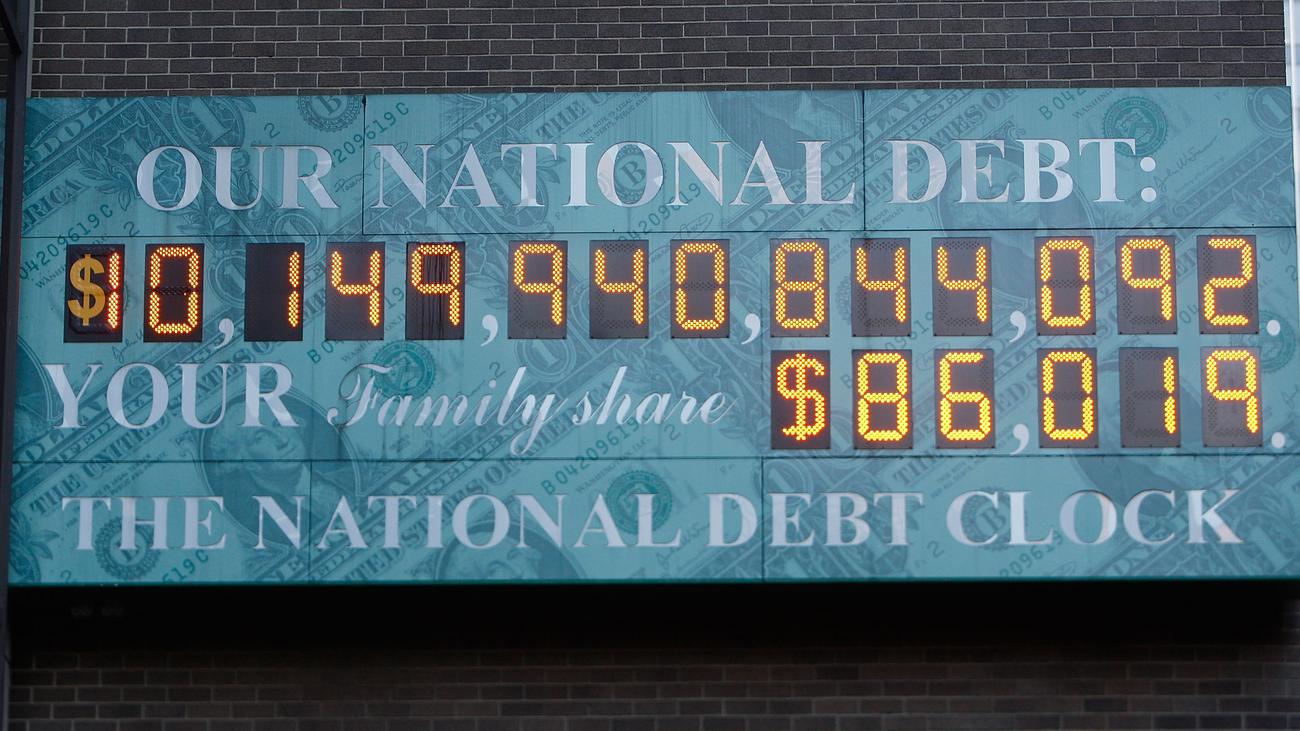 OUR NATIONAL DEBT:
$10,149,940,844,092.
YOUR Family share $86,019.
THE NATIONAL DEBT CLOCK